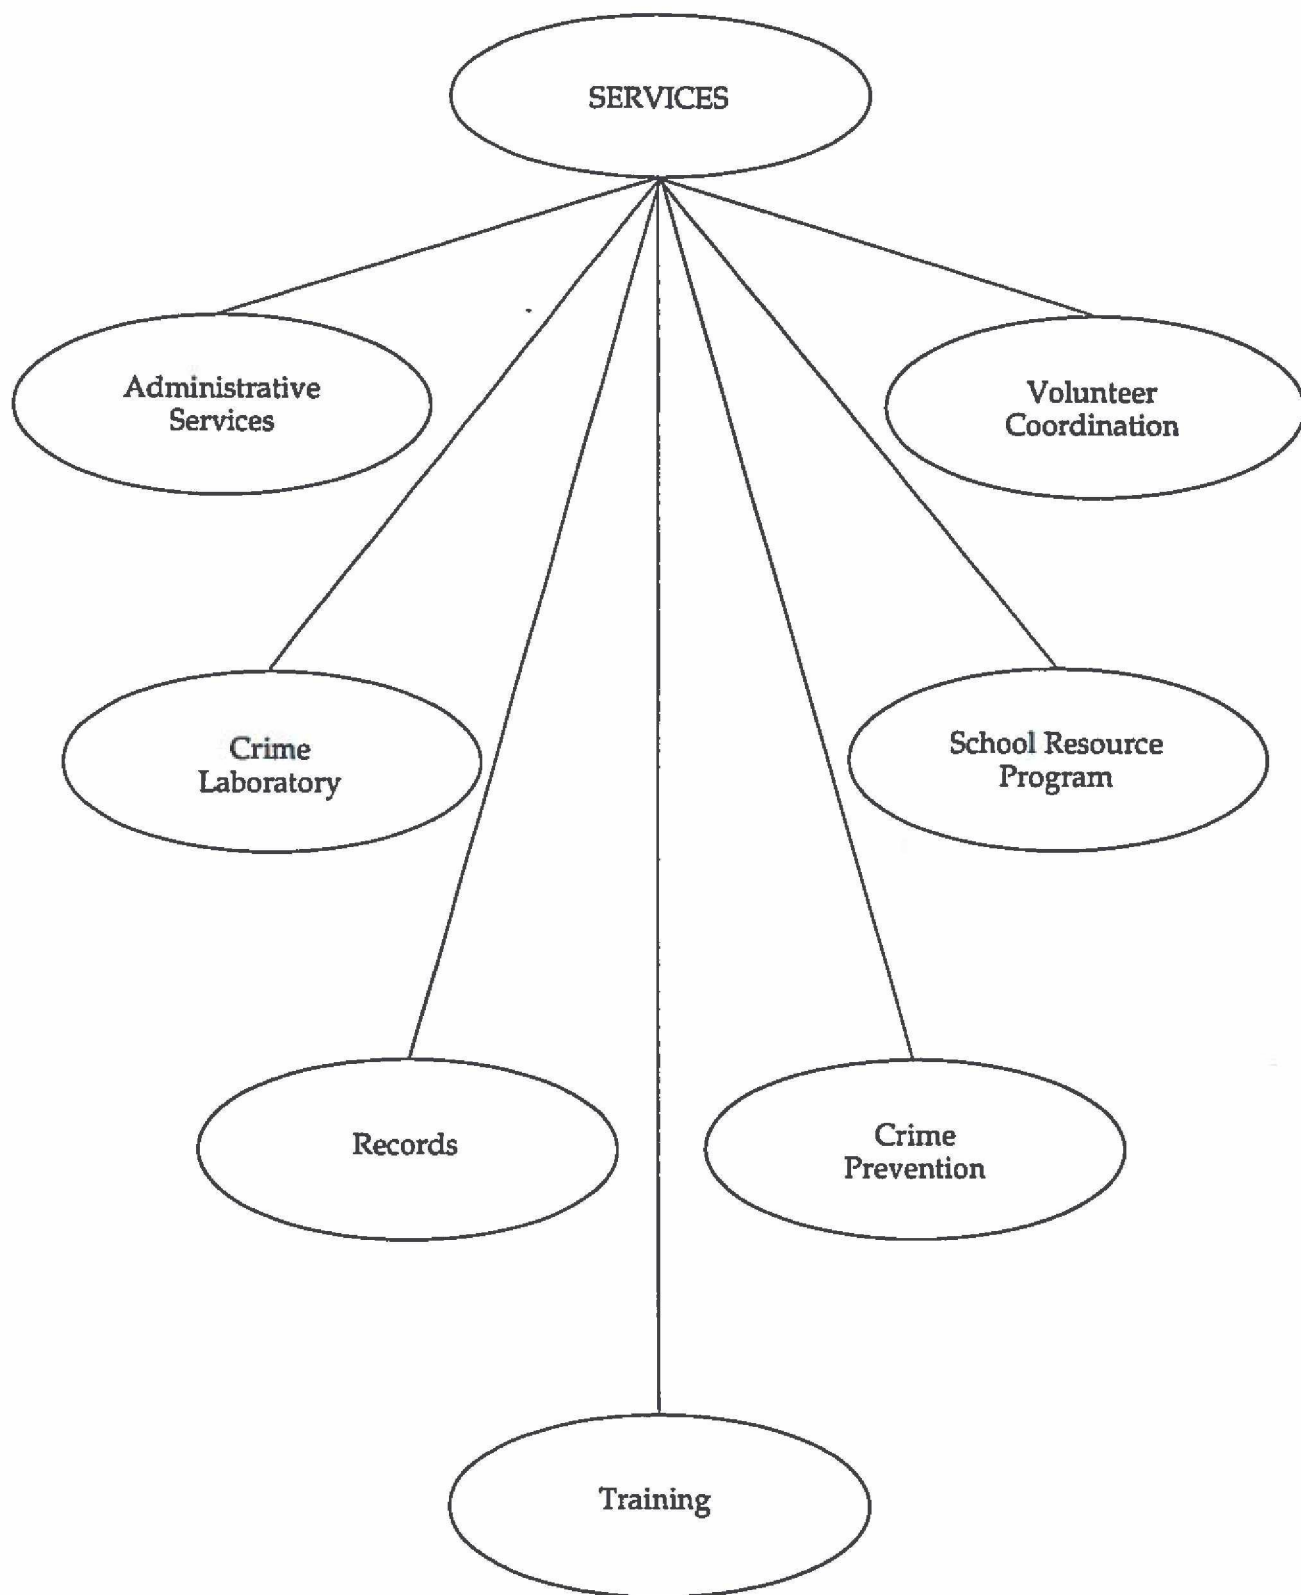 SERVICES
Administrative
Services
Volunteer
Coordination
Crime
Laboratory
School Resource
Program
Records
Crime
Prevention
Training